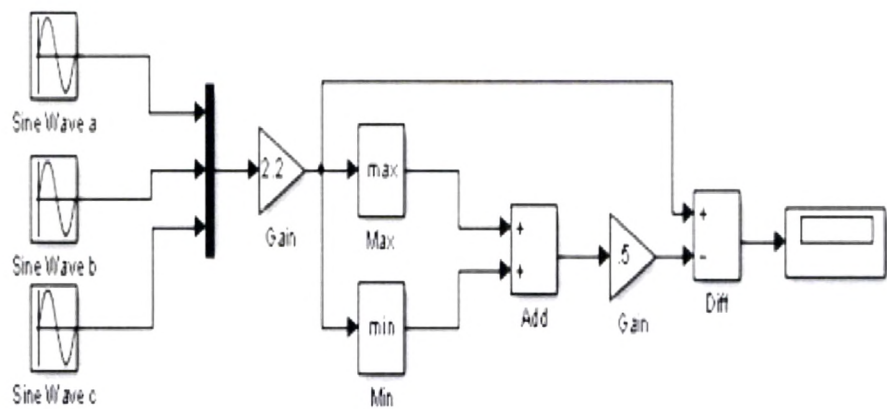 Sine Wave a
Sine Wave b
Sine Wave c
2.2
Gain
max
Max
min
Min
+
+
Add
.5
Gain
+
-
Diff